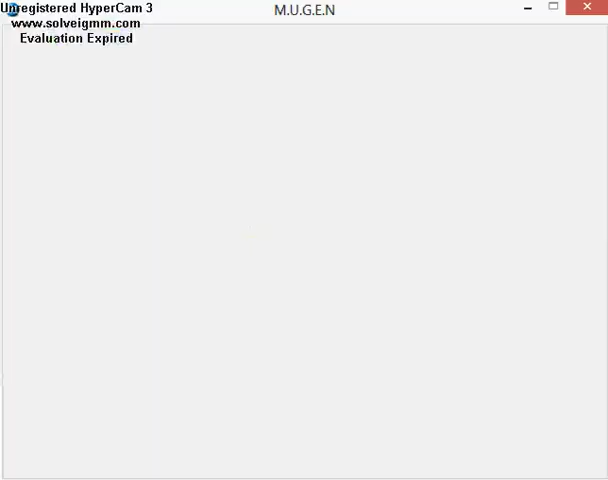 Unregistered HyperCam 3
M.U.G.E.N
www.solveigmm.com
Evaluation Expired